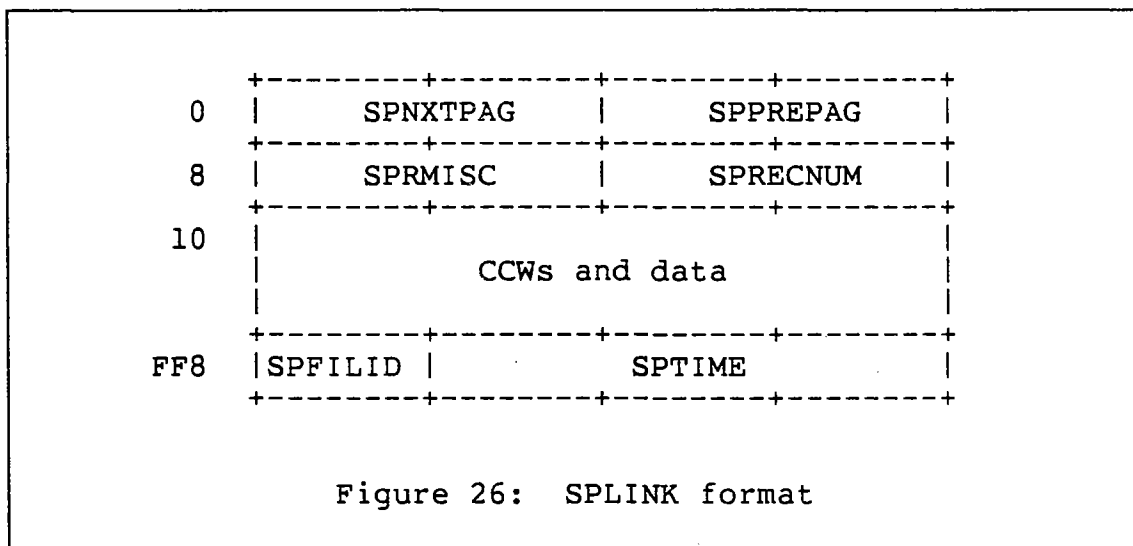 +--------+--------+--------+--------+
0 | SPNXTPAG | SPPREPAG |
+--------+--------+--------+--------+
8 | SPRMISC | SPRECNUM |
+--------+--------+--------+--------+
10 | |
| CCWs and data |
| |
+--------+--------+--------+--------+
FF8 |SPFILID | SPTIME |
+--------+--------+--------+--------+
Figure 26: SPLINK format